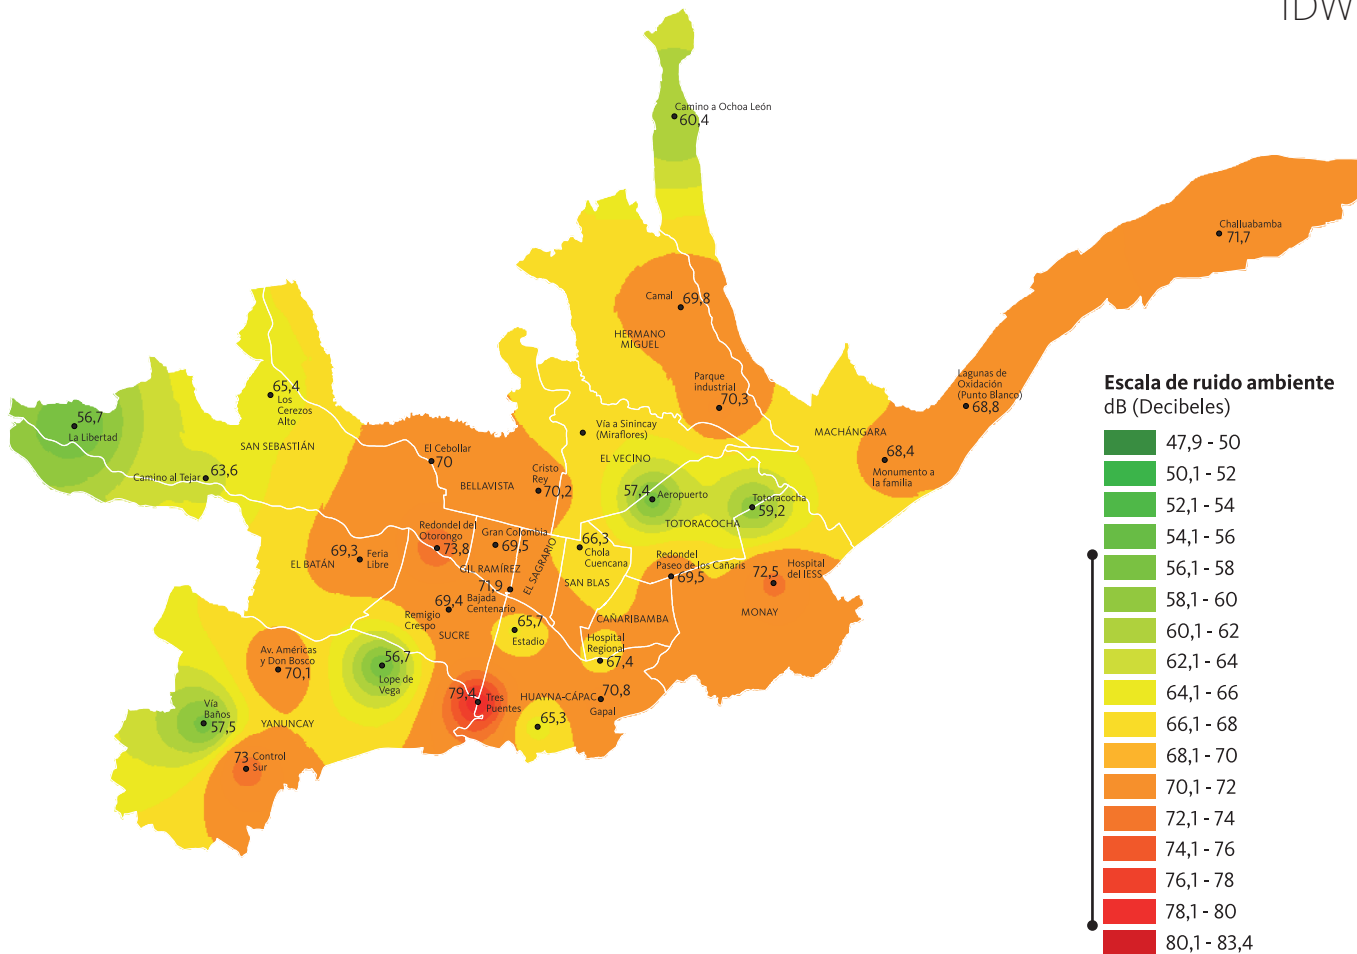 IDW
Camino a Ochoa León
60,4
Challuabamba
71,7
Camal
69,8
HERMANO
MIGUEL
Parque
industrial
70,3
Lagunas de
Oxidación
(Punto Blanco)
68,8
65,4
Los
Cerezos
Alto
56,7
La Libertad
SAN SEBASTIÁN
Camino al Tejar
63,6
El Cebollar
70
BELLAVISTA
Cristo
Rey
70,2
Vía a Sinincay
(Miraflores)
EL VECÍNO
MACHÁNGARA
68,4
Monumento a
la familia
57,4
Aeropuerto
Totoracocha
59,2
TOTORACOCHA
Redondel del
Otorongo
73,8
Gran Colombia
69,5
EL SAGRARIO
66,3
Chola
Cuencana
69,3
Feria
Libre
EL BATÁN
GIL RAMÍREZ
71,9
Bajada
Centenario
SAN BLAS
Redondel
Paseo de los Cañaris
69,5
72,5
Hospital
del IESS
MONAY
69,4
Remigio
Crespo
SUCRE
65,7
Estadio
CAÑARIBAMBA
Hospital
Regional
67,4
Av. Américas
y Don Bosco
70,1
56,7
Lope de
Vega
79,4
Tres
Puentes
HUAYNA-CÁPAC
70,8
Gapal
65,3
Vía
Baños
57,5
YANUNCAY
73
Control
Sur
Escala de ruido ambiente
dB (Decibeles)
47,9 - 50
50,1 - 52
52,1 - 54
54,1 - 56
56,1 - 58
58,1 - 60
60,1 - 62
62,1 - 64
64,1 - 66
66,1 - 68
68,1 - 70
70,1 - 72
72,1 - 74
74,1 - 76
76,1 - 78
78,1 - 80
80,1 - 83,4